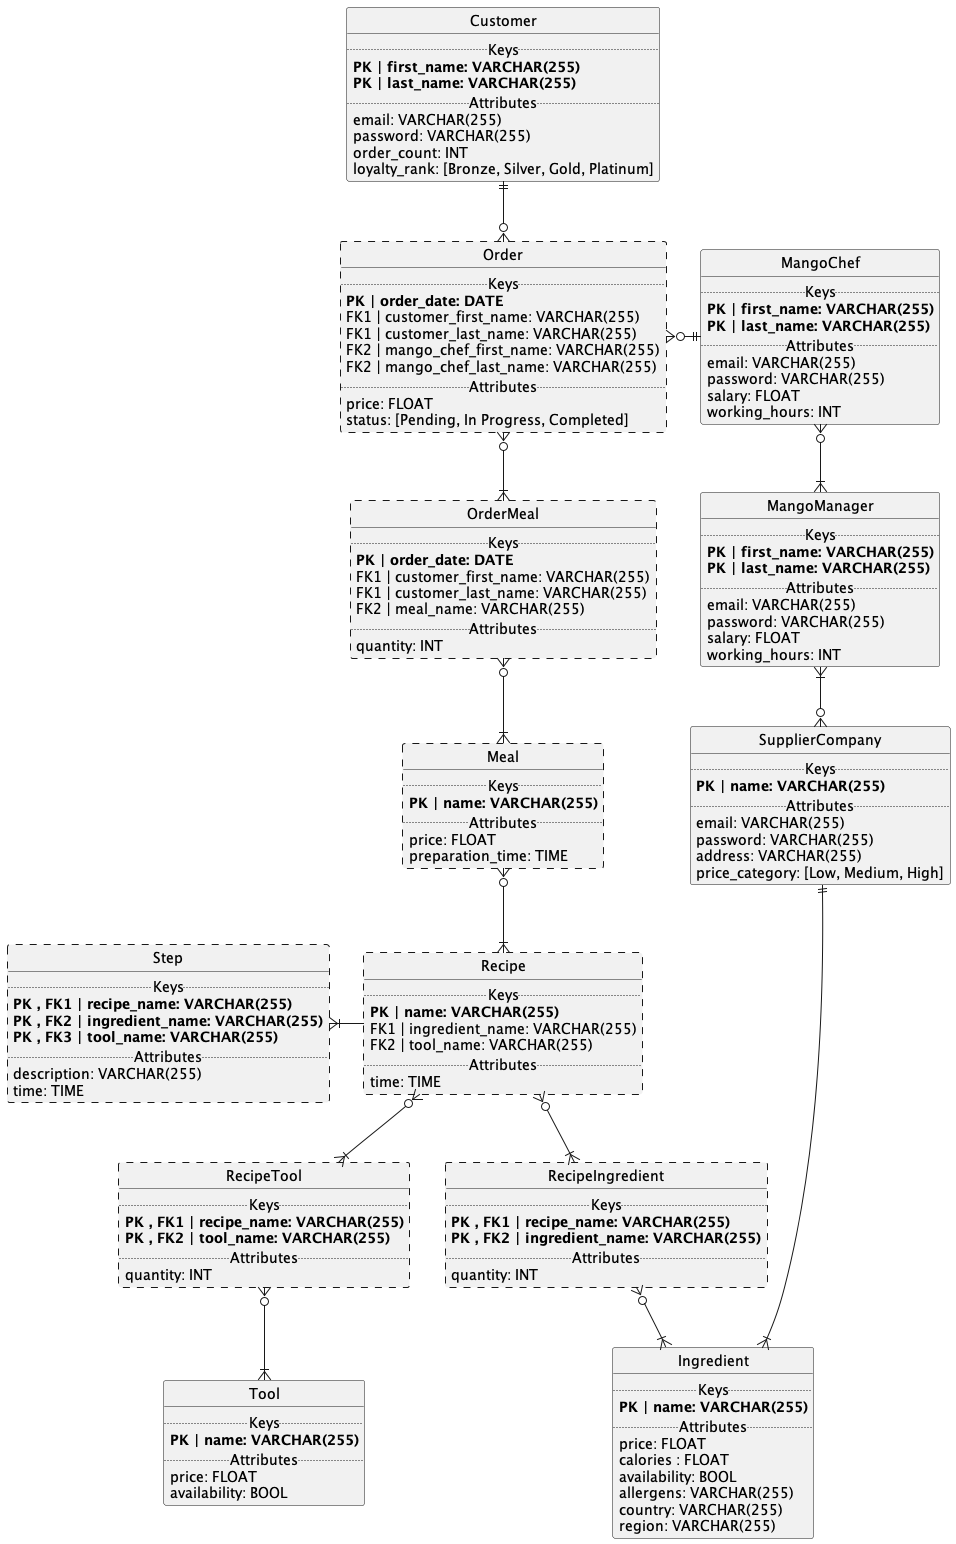 Customer
Keys
PK | first_name: VARCHAR(255)
PK | last_name: VARCHAR(255)
Attributes
email: VARCHAR(255)
password: VARCHAR(255)
order_count: INT
loyalty_rank: [Bronze, Silver, Gold, Platinum]
Order
Keys
PK | order_date: DATE
FK1 | customer_first_name: VARCHAR(255)
FK1 | customer_last_name: VARCHAR(255)
FK2 | mango_chef_first_name: VARCHAR(255)
FK2 | mango_chef_last_name: VARCHAR(255)
Attributes
price: FLOAT
status: [Pending, In Progress, Completed]
MangoChef
Keys
PK | first_name: VARCHAR(255)
PK | last_name: VARCHAR(255)
Attributes
email: VARCHAR(255)
password: VARCHAR(255)
salary: FLOAT
working_hours: INT
OrderMeal
Keys
PK | order_date: DATE
FK1 | customer_first_name: VARCHAR(255)
FK1 | customer_last_name: VARCHAR(255)
FK2 | meal_name: VARCHAR(255)
Attributes
quantity: INT
MangoManager
Keys
PK | first_name: VARCHAR(255)
PK | last_name: VARCHAR(255)
Attributes
email: VARCHAR(255)
password: VARCHAR(255)
salary: FLOAT
working_hours: INT
Meal
Keys
PK | name: VARCHAR(255)
Attributes
price: FLOAT
preparation_time: TIME
SupplierCompany
Keys
PK | name: VARCHAR(255)
Attributes
email: VARCHAR(255)
password: VARCHAR(255)
address: VARCHAR(255)
price_category: [Low, Medium, High]
Step
Keys
PK , FK1 | recipe_name: VARCHAR(255)
PK , FK2 | ingredient_name: VARCHAR(255)
PK , FK3 | tool_name: VARCHAR(255)
Attributes
description: VARCHAR(255)
time: TIME
Recipe
Keys
PK | name: VARCHAR(255)
FK1 | ingredient_name: VARCHAR(255)
FK2 | tool_name: VARCHAR(255)
Attributes
time: TIME
RecipeTool
Keys
PK , FK1 | recipe_name: VARCHAR(255)
PK , FK2 | tool_name: VARCHAR(255)
Attributes
quantity: INT
RecipeIngredient
Keys
PK , FK1 | recipe_name: VARCHAR(255)
PK , FK2 | ingredient_name: VARCHAR(255)
Attributes
quantity: INT
Tool
Keys
PK | name: VARCHAR(255)
Attributes
price: FLOAT
availability: BOOL
Ingredient
Keys
PK | name: VARCHAR(255)
Attributes
price: FLOAT
calories : FLOAT
availability: BOOL
allergens: VARCHAR(255)
country: VARCHAR(255)
region: VARCHAR(255)